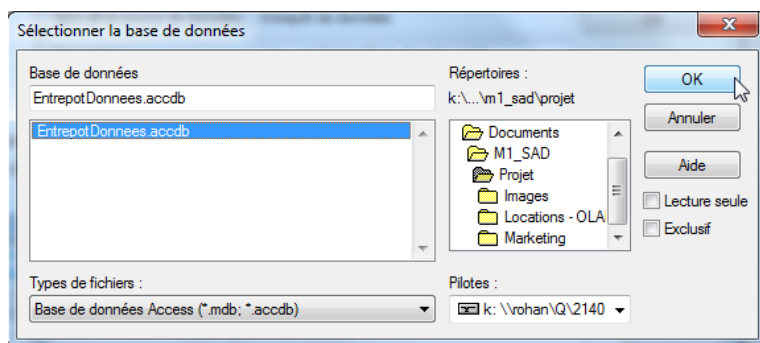 Sélectionner la base de données
Base de données
EntrepotDonnees.accdb
EntrepotDonnees.accdb
Types de fichiers :
Base de données Access (*.mdb; *.accdb)
Répertoires :
k:\...\m1_sad\projet
Documents
M1_SAD
Projet
Images
Locations - OLA
Marketing
Pilotes :
k: \\rohan\Q\2140
OK
Annuler
Aide
Lecture seule
Exclusif